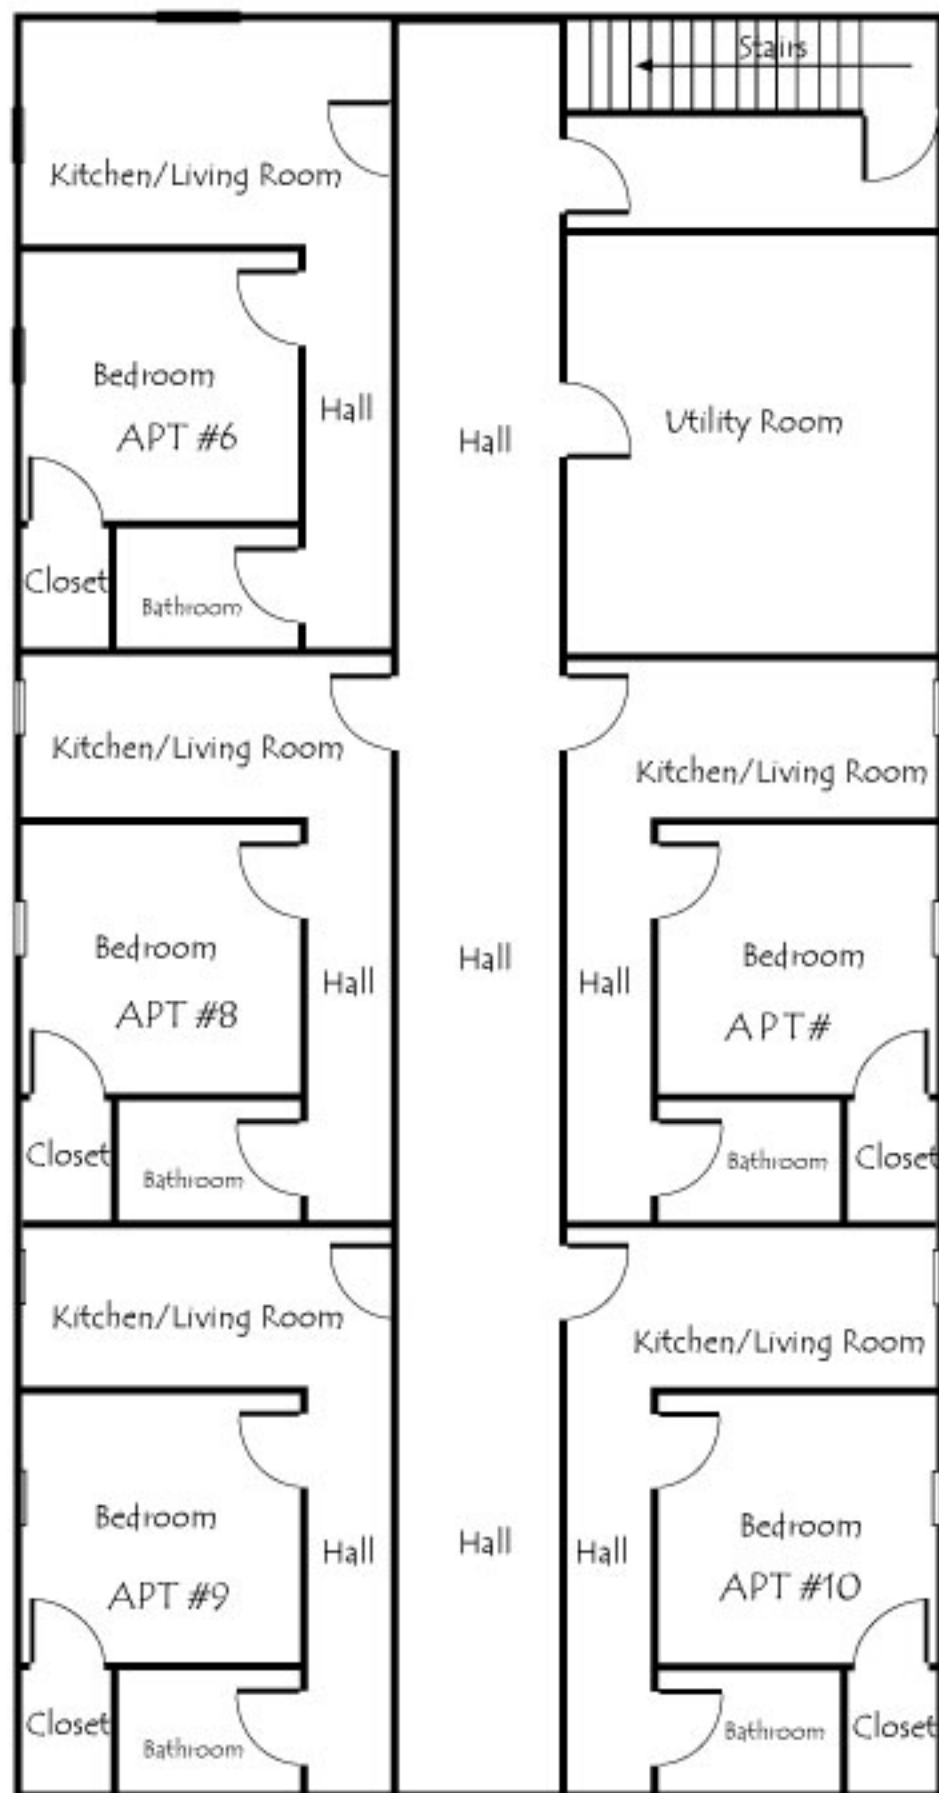 Stairs
Kitchen/Living Room
Bedroom
APT #6
Hall
Hall
Utility Room
Closet
Bathroom
Kitchen/Living Room
Kitchen/Living Room
Bedroom
APT #8
Hall
Hall
Hall
Bedroom
APT#
Closet
Bathroom
Bathroom
Closet
Kitchen/Living Room
Kitchen/Living Room
Bedroom
APT #9
Hall
Hall
Hall
Bedroom
APT #10
Closet
Bathroom
Bathroom
Closet